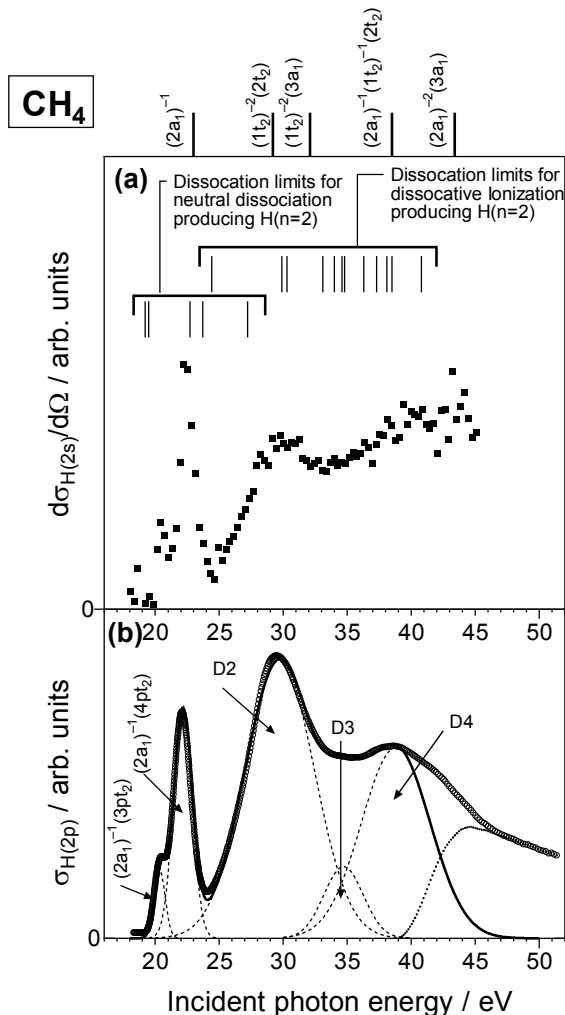 CH₄
(2a₁)⁻¹
(1t₂)⁻²(2t₂)
(1t₂)⁻²(3a₁)
(2a₁)⁻¹(1t₂)⁻¹(2t₂)
(2a₁)⁻²(3a₁)
(a)
Dissocation limits for
neutral dissociation
producing H(n=2)
Dissocation limits for
dissocative Ionization
producing H(n=2)
dσH(2s)/dΩ / arb. units
0
20 25 30 35 40 45 50
(b)
(2a₁)⁻¹(3pt₂)
(2a₁)⁻¹(4pt₂)
D2
D3
D4
σH(2p) / arb. units
0
20 25 30 35 40 45 50
Incident photon energy / eV